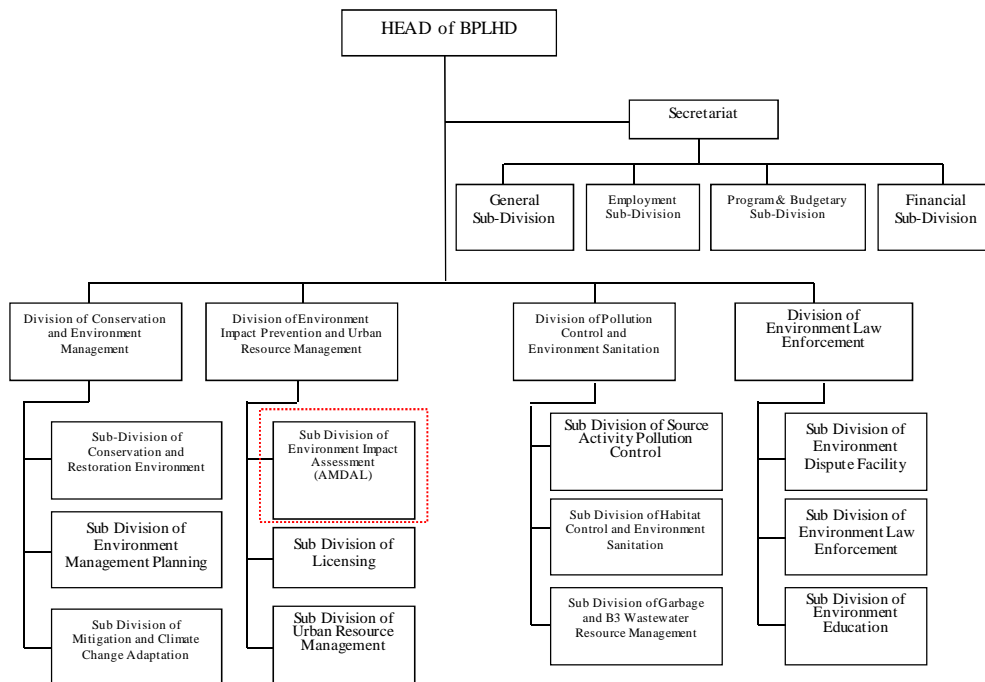 HEAD of BPLHD
Secretariat
General
Sub-Division
Employment
Sub-Division
Program & Budgetary
Sub-Division
Financial
Sub-Division
Division of Conservation
and Environment
Management
Division of Environment
Impact Prevention and Urban
Resource Management
Division of Pollution
Control and
Environment Sanitation
Division of
Environment Law
Enforcement
Sub-Division of
Conservation and
Restoration Environment
Sub Division of
Environment
Management Planning
Sub Division of
Mitigation and Climate
Change Adaptation
Sub Division of
Environment Impact
Assessment
(AMDAL)
Sub Division of
Licensing
Sub Division of
Urban Resource
Management
Sub Division of Source
Activity Pollution
Control
Sub Division of Habitat
Control and Environment
Sanitation
Sub Division of Garbage
and B3 Wastewater
Resource Management
Sub Division of
Environment
Dispute Facility
Sub Division of
Environment Law
Enforcement
Sub Division of
Environment
Education